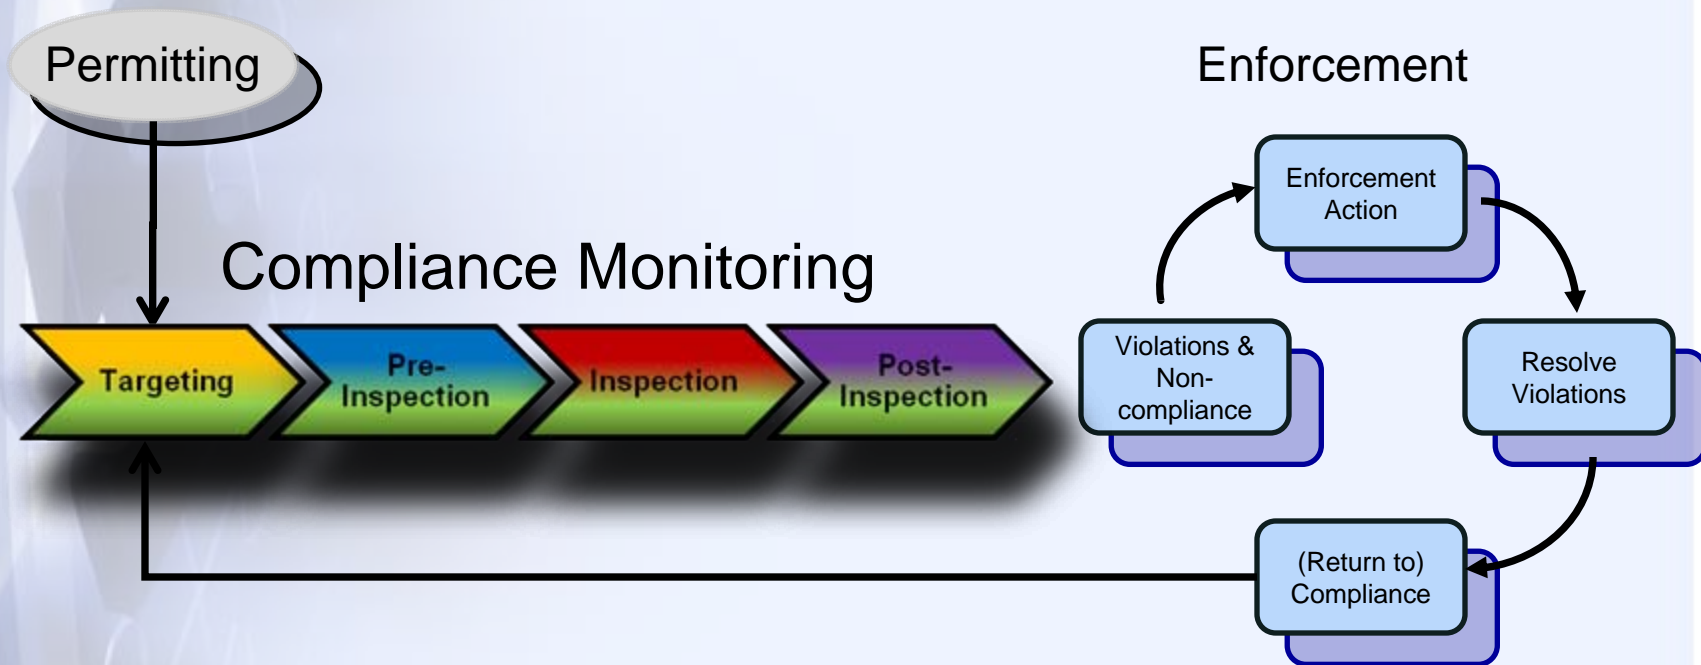 Permitting
Enforcement
Compliance Monitoring
Targeting
Pre-
Inspection
Inspection
Post-
Inspection
Violations &
Non-
compliance
Enforcement
Action
Resolve
Violations
(Return to)
Compliance